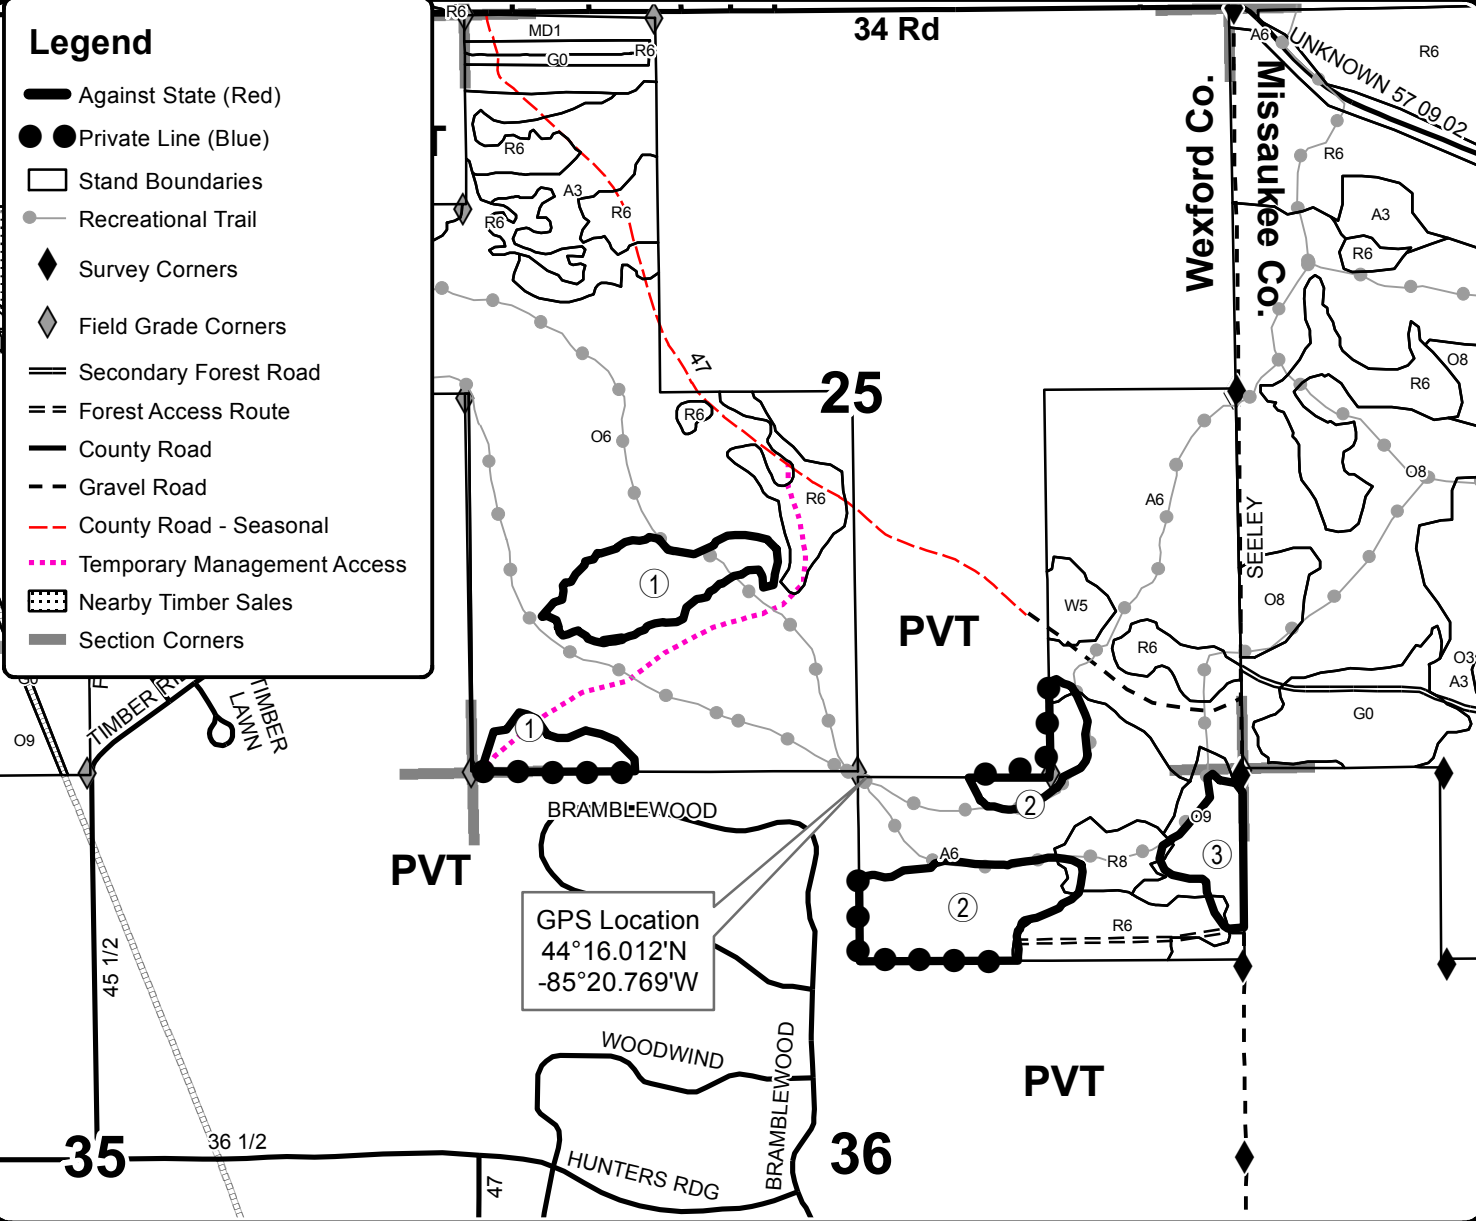 Legend
Against State (Red)
Private Line (Blue)
Stand Boundaries
Recreational Trail
Survey Corners
Field Grade Corners
Secondary Forest Road
Forest Access Route
County Road
Gravel Road
County Road - Seasonal
Temporary Management Access
Nearby Timber Sales
Section Corners
R6
MD1
R6
G0
34 Rd
A6
UNKNOWN 57.09.02
R6
Wexford Co.
Missaukee Co.
R6
R6
A3
R6
R6
A3
R6
47
25
O8
R6
R6
O6
O8
R6
A6
SEELEY
1
W5
O8
PVT
R6
O3
A3
G0
1
TIMBER
LAWN
O9
BRAMBLEWOOD
2
O9
A6
R8
3
PVT
2
R6
GPS Location
44°16.012'N
-85°20.769'W
45 1/2
WOODWIND
BRAMBLEWOOD
PVT
36 1/2
35
36
HUNTERS RDG
47